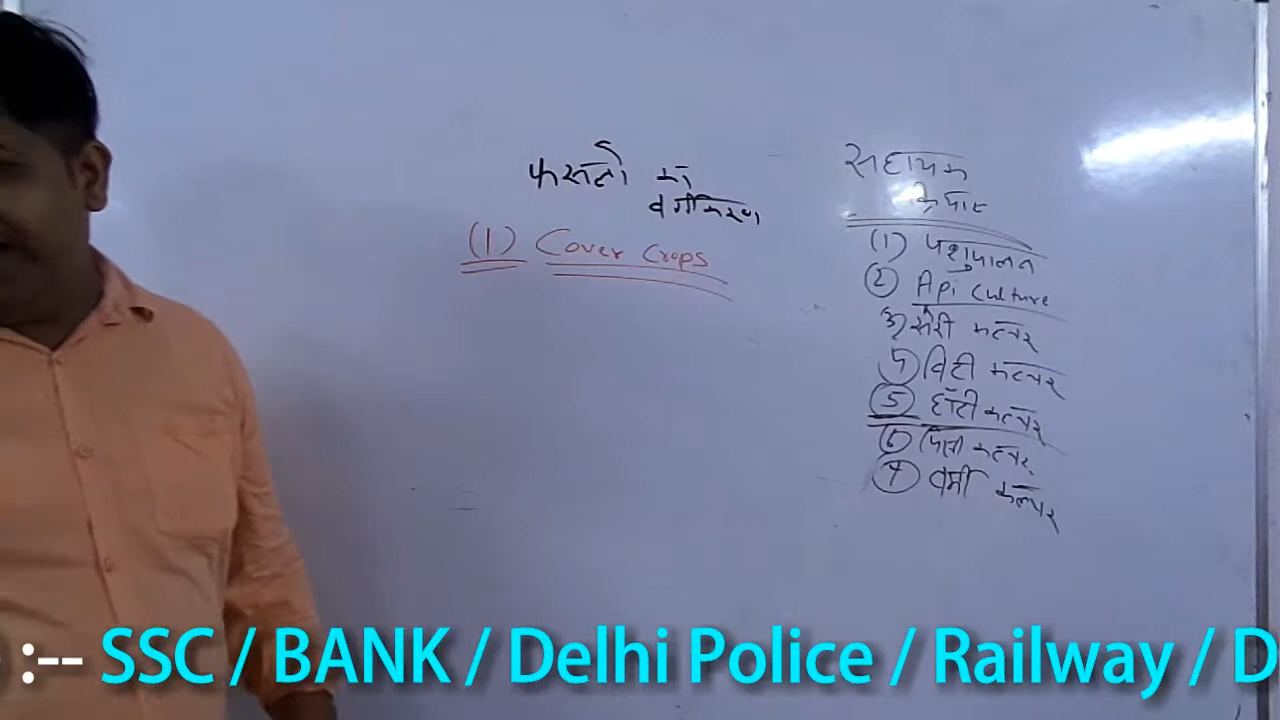 फसलो का
वर्गीकरण
(1) Cover Crops
सहायक
क्रियाए
(1) पशुपालन
(2) Api Culture
3) सेरी कल्चर
(4) विटी कल्चर
(5) हॉर्टी कल्चर
(6) पिसी कल्चर
(7) वर्मी कल्चर
:-- SSC / BANK / Delhi Police / Railway / D